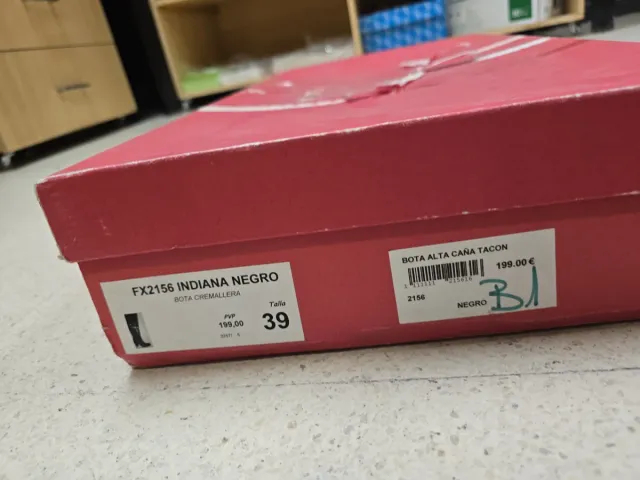 FX2156 INDIANA NEGRO
BOTA CREMALLERA
Talla
PVP
199,00
39
BOTA ALTA CAÑA TACON
199.00€
2156
NEGRO
B1